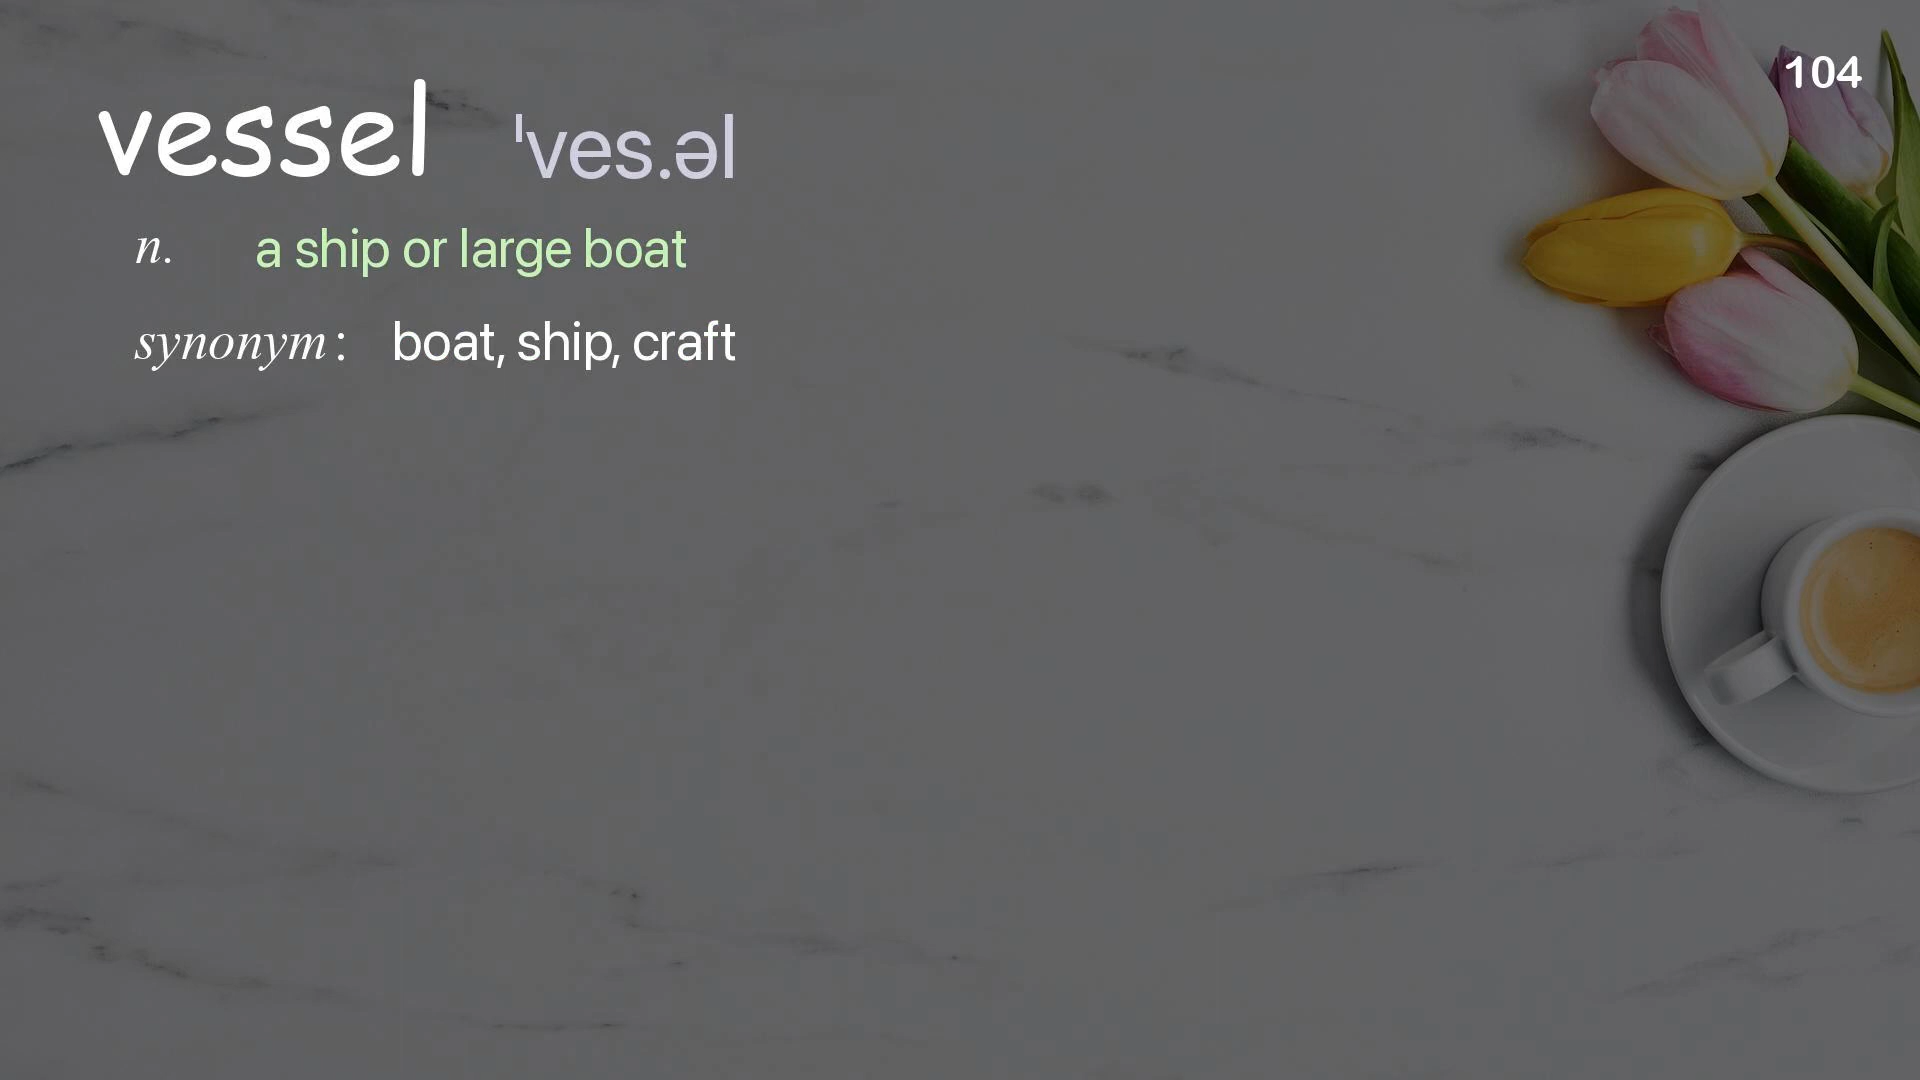 104
vessel ˈves.əl
n. a ship or large boat
synonym: boat, ship, craft